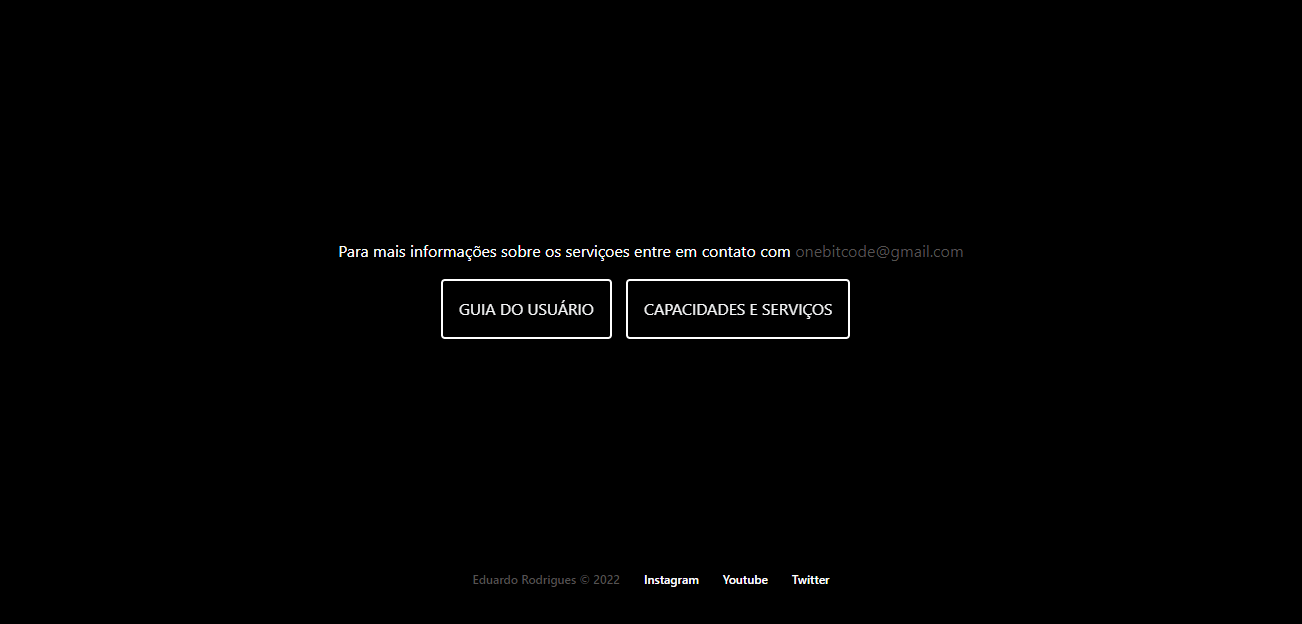 Para mais informações sobre os serviçoes entre em contato com onebitcode@gmail.com
GUIA DO USUÁRIO CAPACIDADES E SERVIÇOS
Eduardo Rodrigues © 2022 Instagram Youtube Twitter